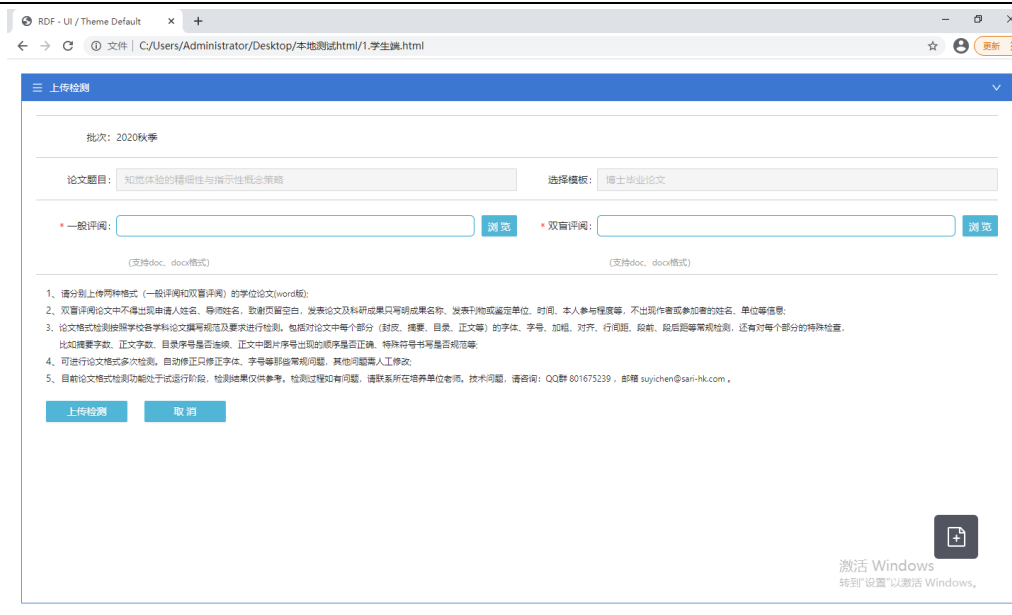 RDF - UI / Theme Default
文件 C:/Users/Administrator/Desktop/本地测试html/1.学生端.html
更新
上传检测
批次：2020秋季
论文题目： 知觉体验的精细性与指示性概念策略 选择模板： 博士毕业论文
* 一般评阅： 浏 览 * 双盲评阅： 浏 览
(支持doc、docx格式) (支持doc、docx格式)
1、请分别上传两种格式（一般评阅和双盲评阅）的学位论文(word版);
2、双盲评阅论文中不得出现申请人姓名、导师姓名，致谢页留空白，发表论文及科研成果只写明成果名称、发表刊物或鉴定单位、时间、本人参与程度等，不出现作者或参加者的姓名、单位等信息;
3、论文格式检测按照学校各学科论文撰写规范及要求进行检测。包括对论文中每个部分（封皮、摘要、目录、正文等）的字体、字号、加粗、对齐、行间距、段前、段后距等常规检测，还有对每个部分的特殊检查，
比如摘要字数、正文字数、目录序号是否连续、正文中图片序号出现的顺序是否正确、特殊符号书写是否规范等;
4、可进行论文格式多次检测。自动修正只修正字体、字号等那些常规问题，其他问题需人工修改;
5、目前论文格式检测功能处于试运行阶段，检测结果仅供参考。检测过程如有问题，请联系所在培养单位老师。技术问题，请咨询：QQ群 801675239 ，邮箱 suyichen@sari-hk.com 。
上传检测 取 消
激活 Windows
转到"设置"以激活 Windows。